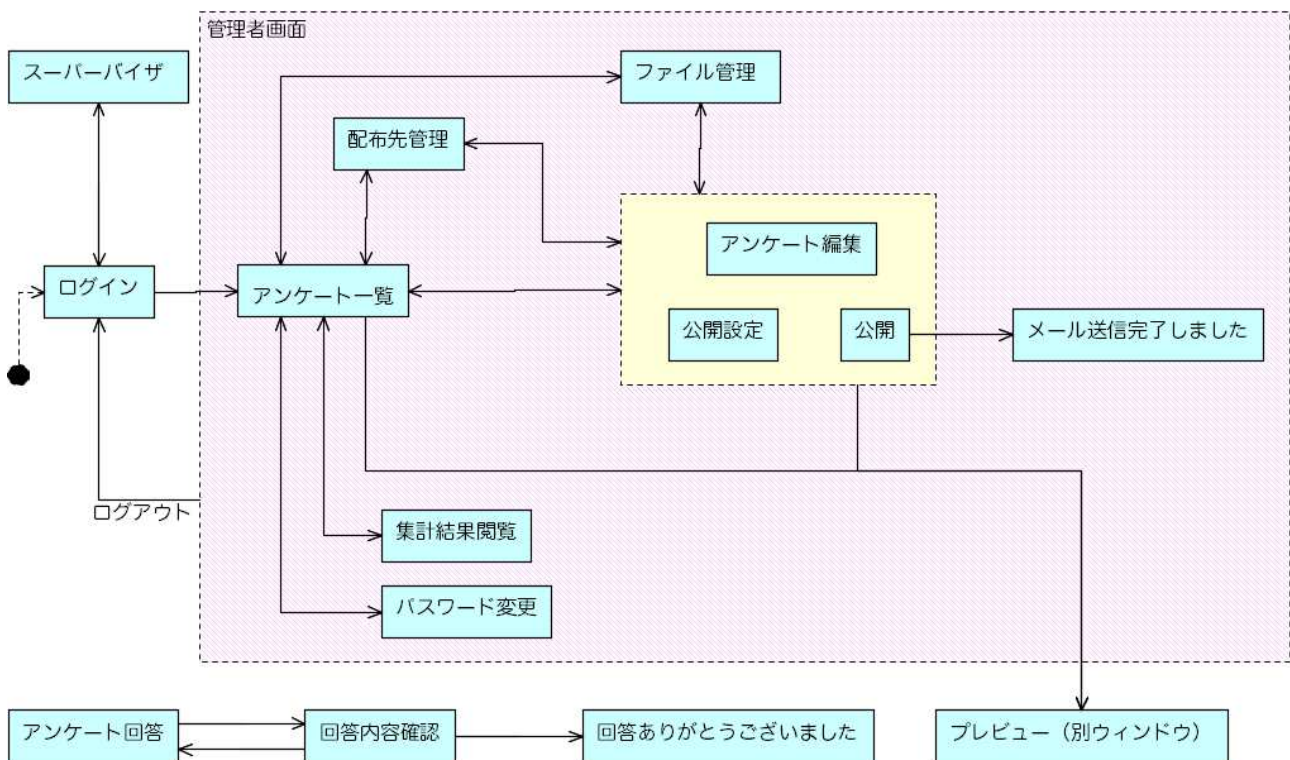 管理者画面
スーパーバイザ
ファイル管理
配布先管理
アンケート編集
ログイン
アンケート一覧
公開設定
公開
メール送信完了しました
ログアウト
集計結果閲覧
パスワード変更
アンケート回答
回答内容確認
回答ありがとうございました
プレビュー（別ウィンドウ）